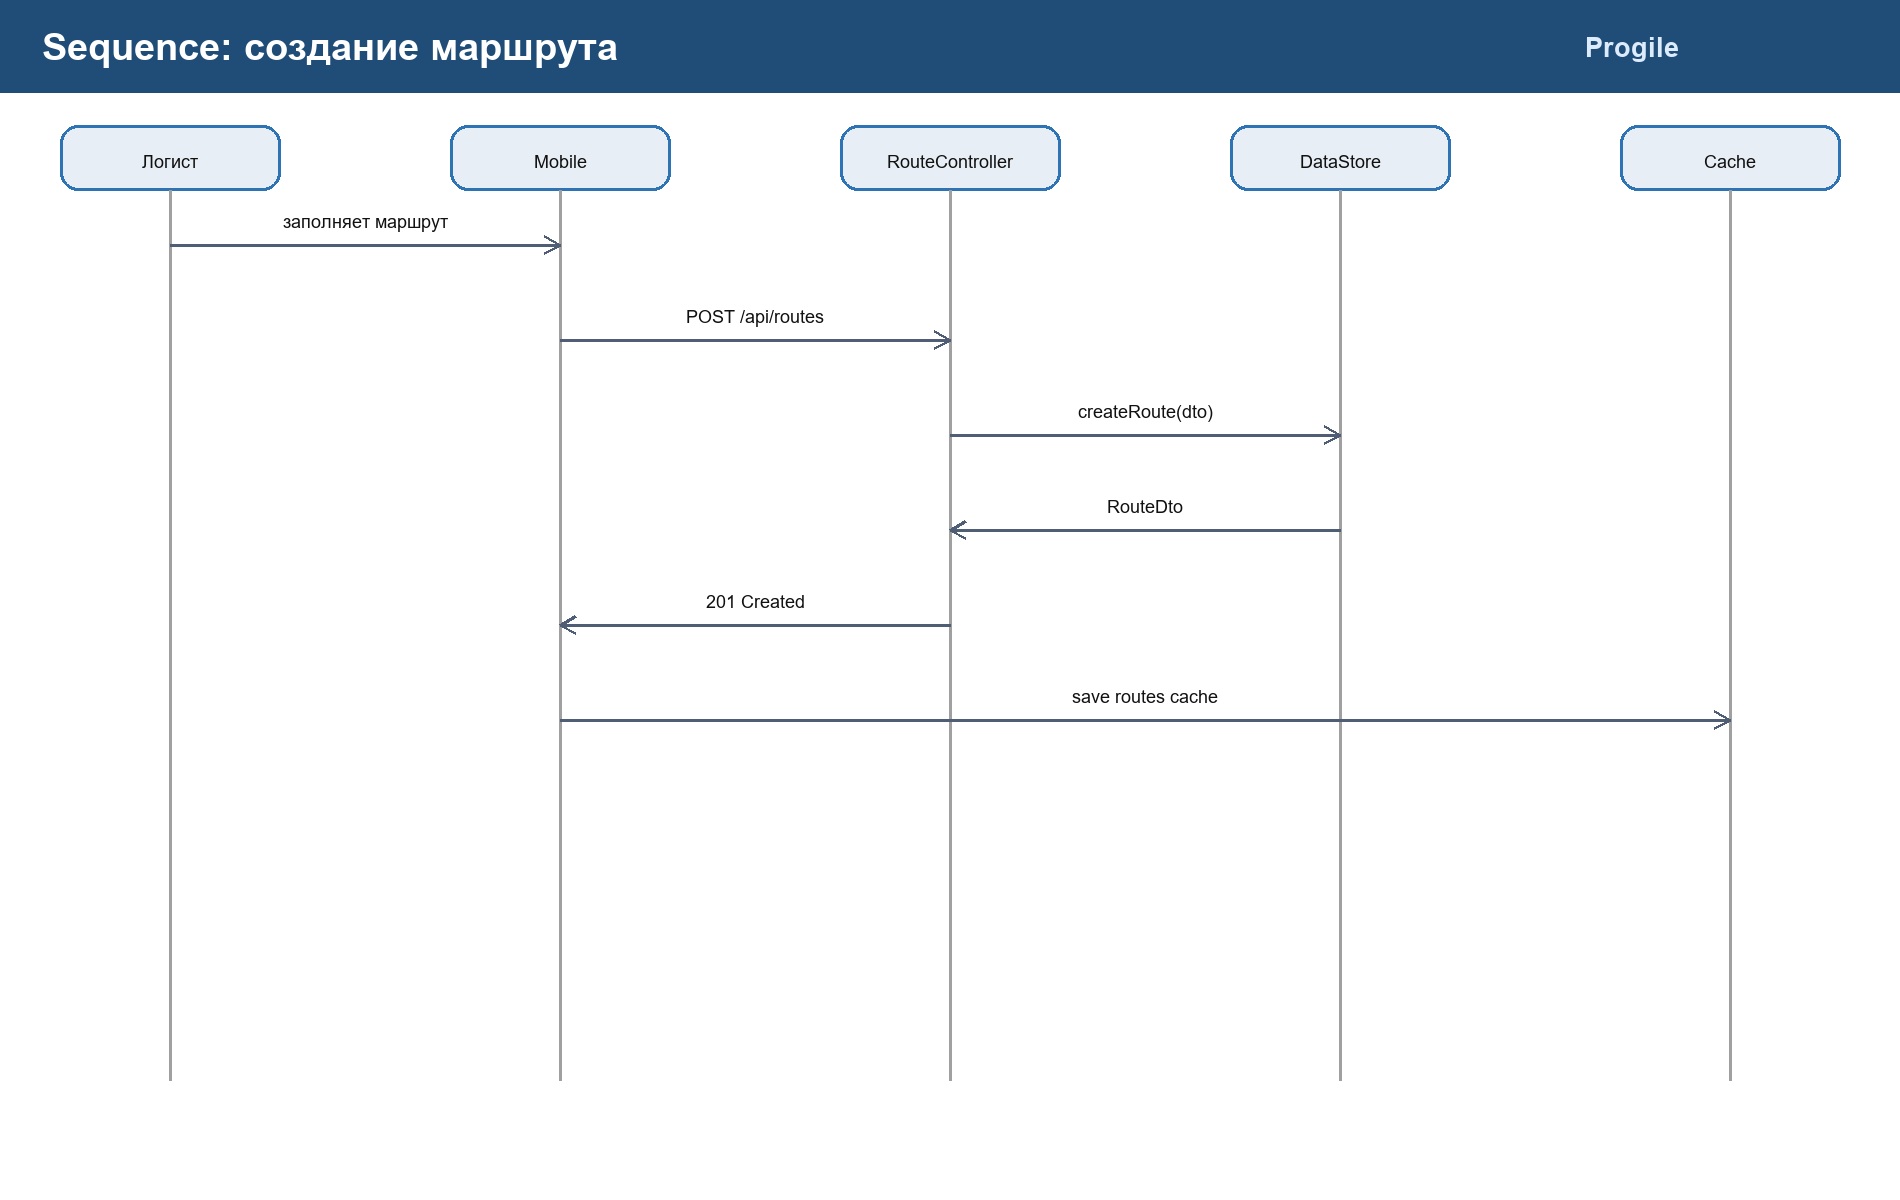 Sequence: создание маршрута
Progile
Логист
Mobile
RouteController
DataStore
Cache
заполняет маршрут
POST /api/routes
createRoute(dto)
RouteDto
201 Created
save routes cache